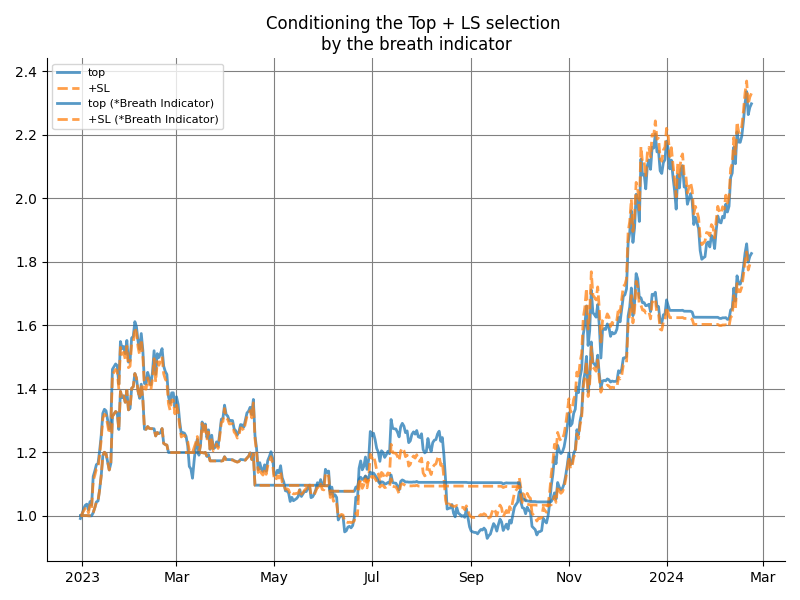 Conditioning the Top + LS selection
by the breath indicator
top
+SL
top (*Breath Indicator)
+SL (*Breath Indicator)
2.4
2.2
2.0
1.8
1.6
1.4
1.2
1.0
2023 Mar May Jul Sep Nov 2024 Mar